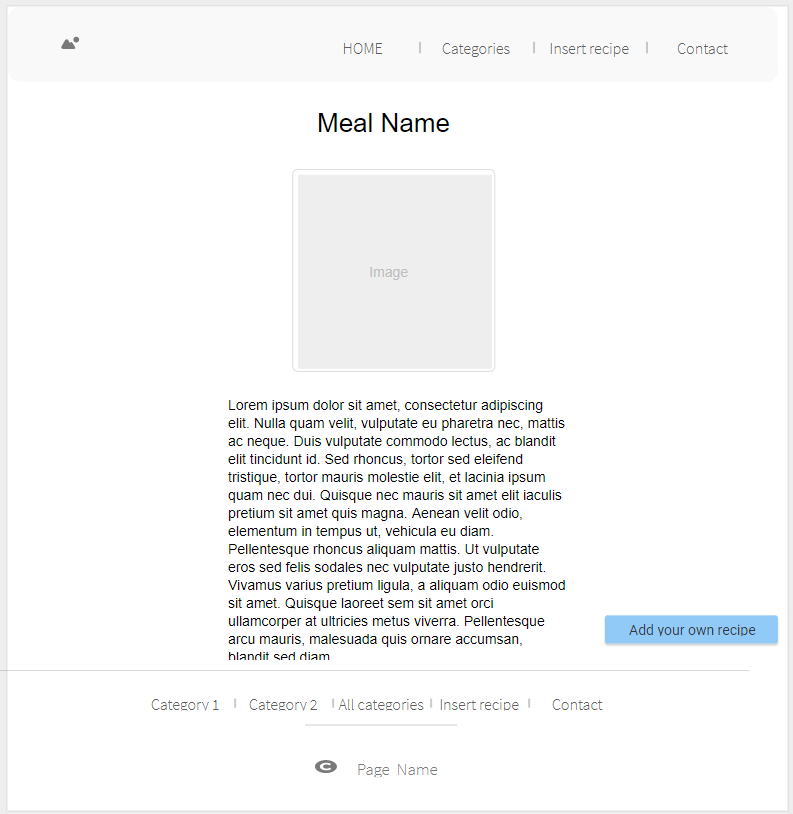 HOME | Categories | Insert recipe | Contact
Meal Name
Image
Lorem ipsum dolor sit amet, consectetur adipiscing
elit. Nulla quam velit, vulputate eu pharetra nec, mattis
ac neque. Duis vulputate commodo lectus, ac blandit
elit tincidunt id. Sed rhoncus, tortor sed eleifend
tristique, tortor mauris molestie elit, et lacinia ipsum
quam nec dui. Quisque nec mauris sit amet elit iaculis
pretium sit amet quis magna. Aenean velit odio,
elementum in tempus ut, vehicula eu diam.
Pellentesque rhoncus aliquam mattis. Ut vulputate
eros sed felis sodales nec vulputate justo hendrerit.
Vivamus varius pretium ligula, a aliquam odio euismod
sit amet. Quisque laoreet sem sit amet orci
ullamcorper at ultricies metus viverra. Pellentesque
arcu mauris, malesuada quis ornare accumsan,
blandit sed diam
Add your own recipe
Category 1 | Category 2 | All categories | Insert recipe | Contact
© Page Name